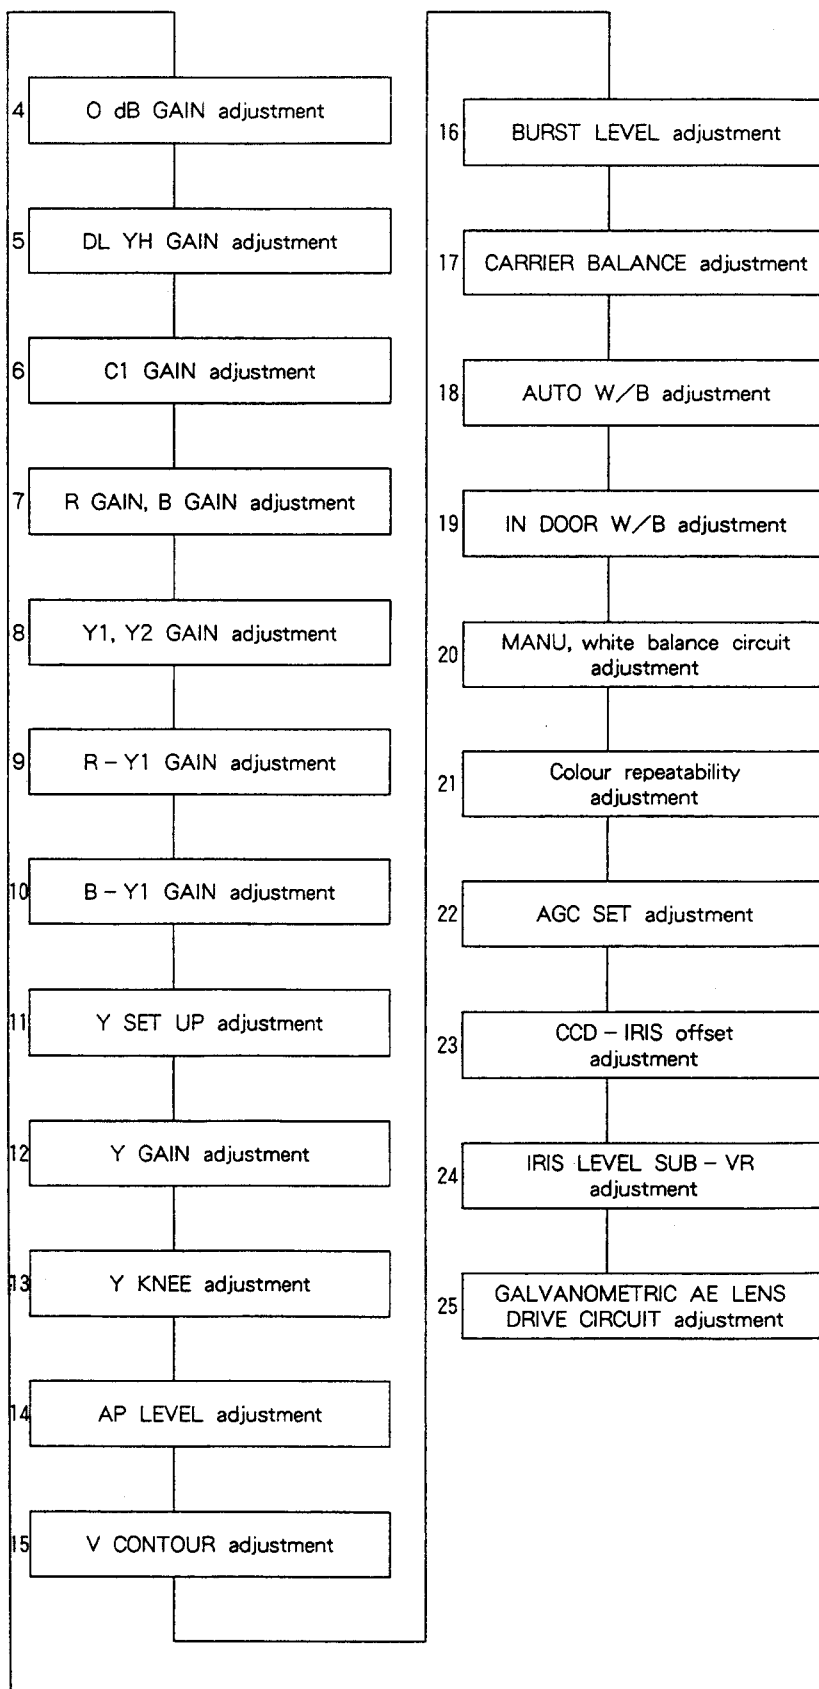 4
O dB GAIN adjustment
5
DL YH GAIN adjustment
6
C1 GAIN adjustment
7
R GAIN, B GAIN adjustment
8
Y1, Y2 GAIN adjustment
9
R – Y1 GAIN adjustment
10
B – Y1 GAIN adjustment
11
Y SET UP adjustment
12
Y GAIN adjustment
13
Y KNEE adjustment
14
AP LEVEL adjustment
15
V CONTOUR adjustment
16
BURST LEVEL adjustment
17
CARRIER BALANCE adjustment
18
AUTO W/B adjustment
19
IN DOOR W/B adjustment
20
MANU, white balance circuit
adjustment
21
Colour repeatability
adjustment
22
AGC SET adjustment
23
CCD – IRIS offset
adjustment
24
IRIS LEVEL SUB – VR
adjustment
25
GALVANOMETRIC AE LENS
DRIVE CIRCUIT adjustment